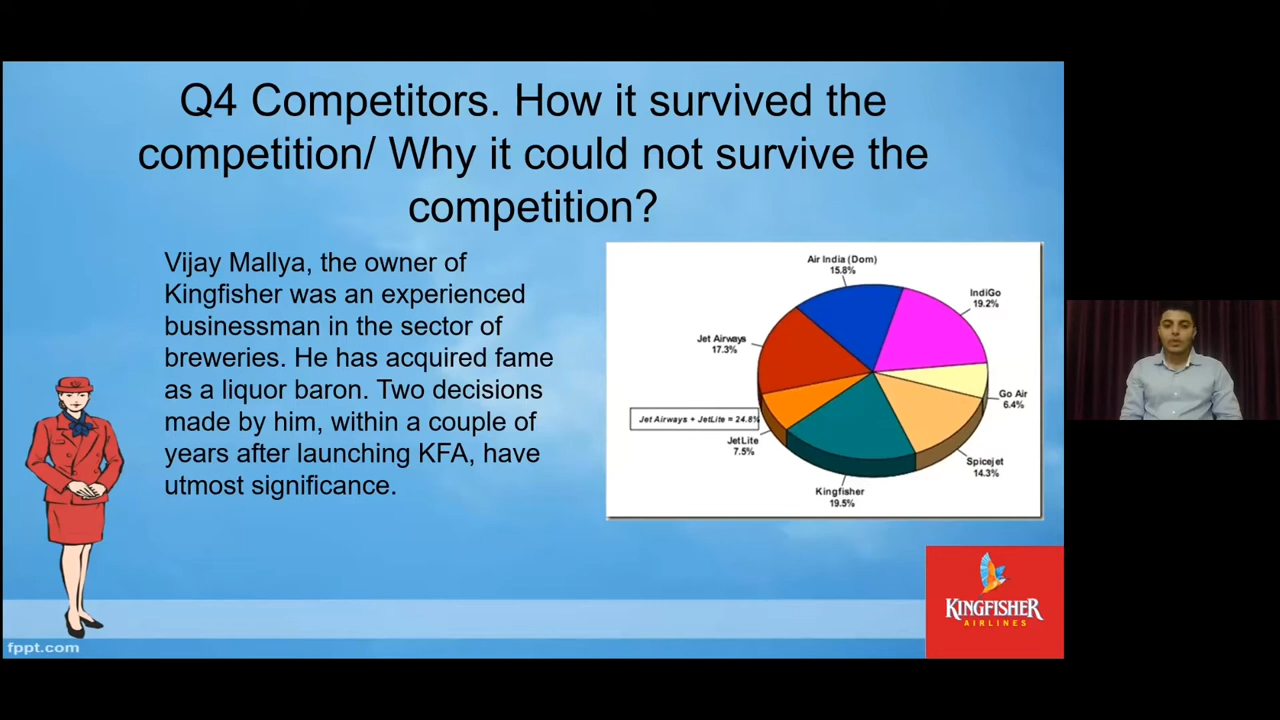 Q4 Competitors. How it survived the
competition/ Why it could not survive the
competition?
Vijay Mallya, the owner of
Kingfisher was an experienced
businessman in the sector of
breweries. He has acquired fame
as a liquor baron. Two decisions
made by him, within a couple of
years after launching KFA, have
utmost significance.
Air India (Dom)
15.8%
IndiGo
19.2%
Jet Airways
17.3%
Go Air
6.4%
Jet Airways + JetLite = 24.8%
JetLite
7.5%
Spicejet
14.3%
Kingfisher
19.5%
KINGFISHER
AIRLINES
fppt.com